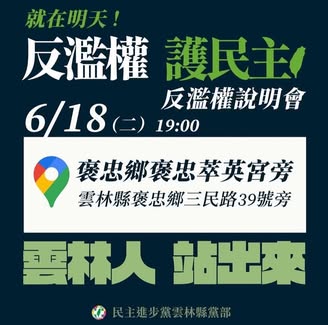 就在明天！
反濫權 護民主
反濫權說明會
6/18(二) 19:00
褒忠鄉褒忠萃英宮旁
雲林縣褒忠鄉三民路39號旁
雲林人 站出來
民主進步黨雲林縣黨部